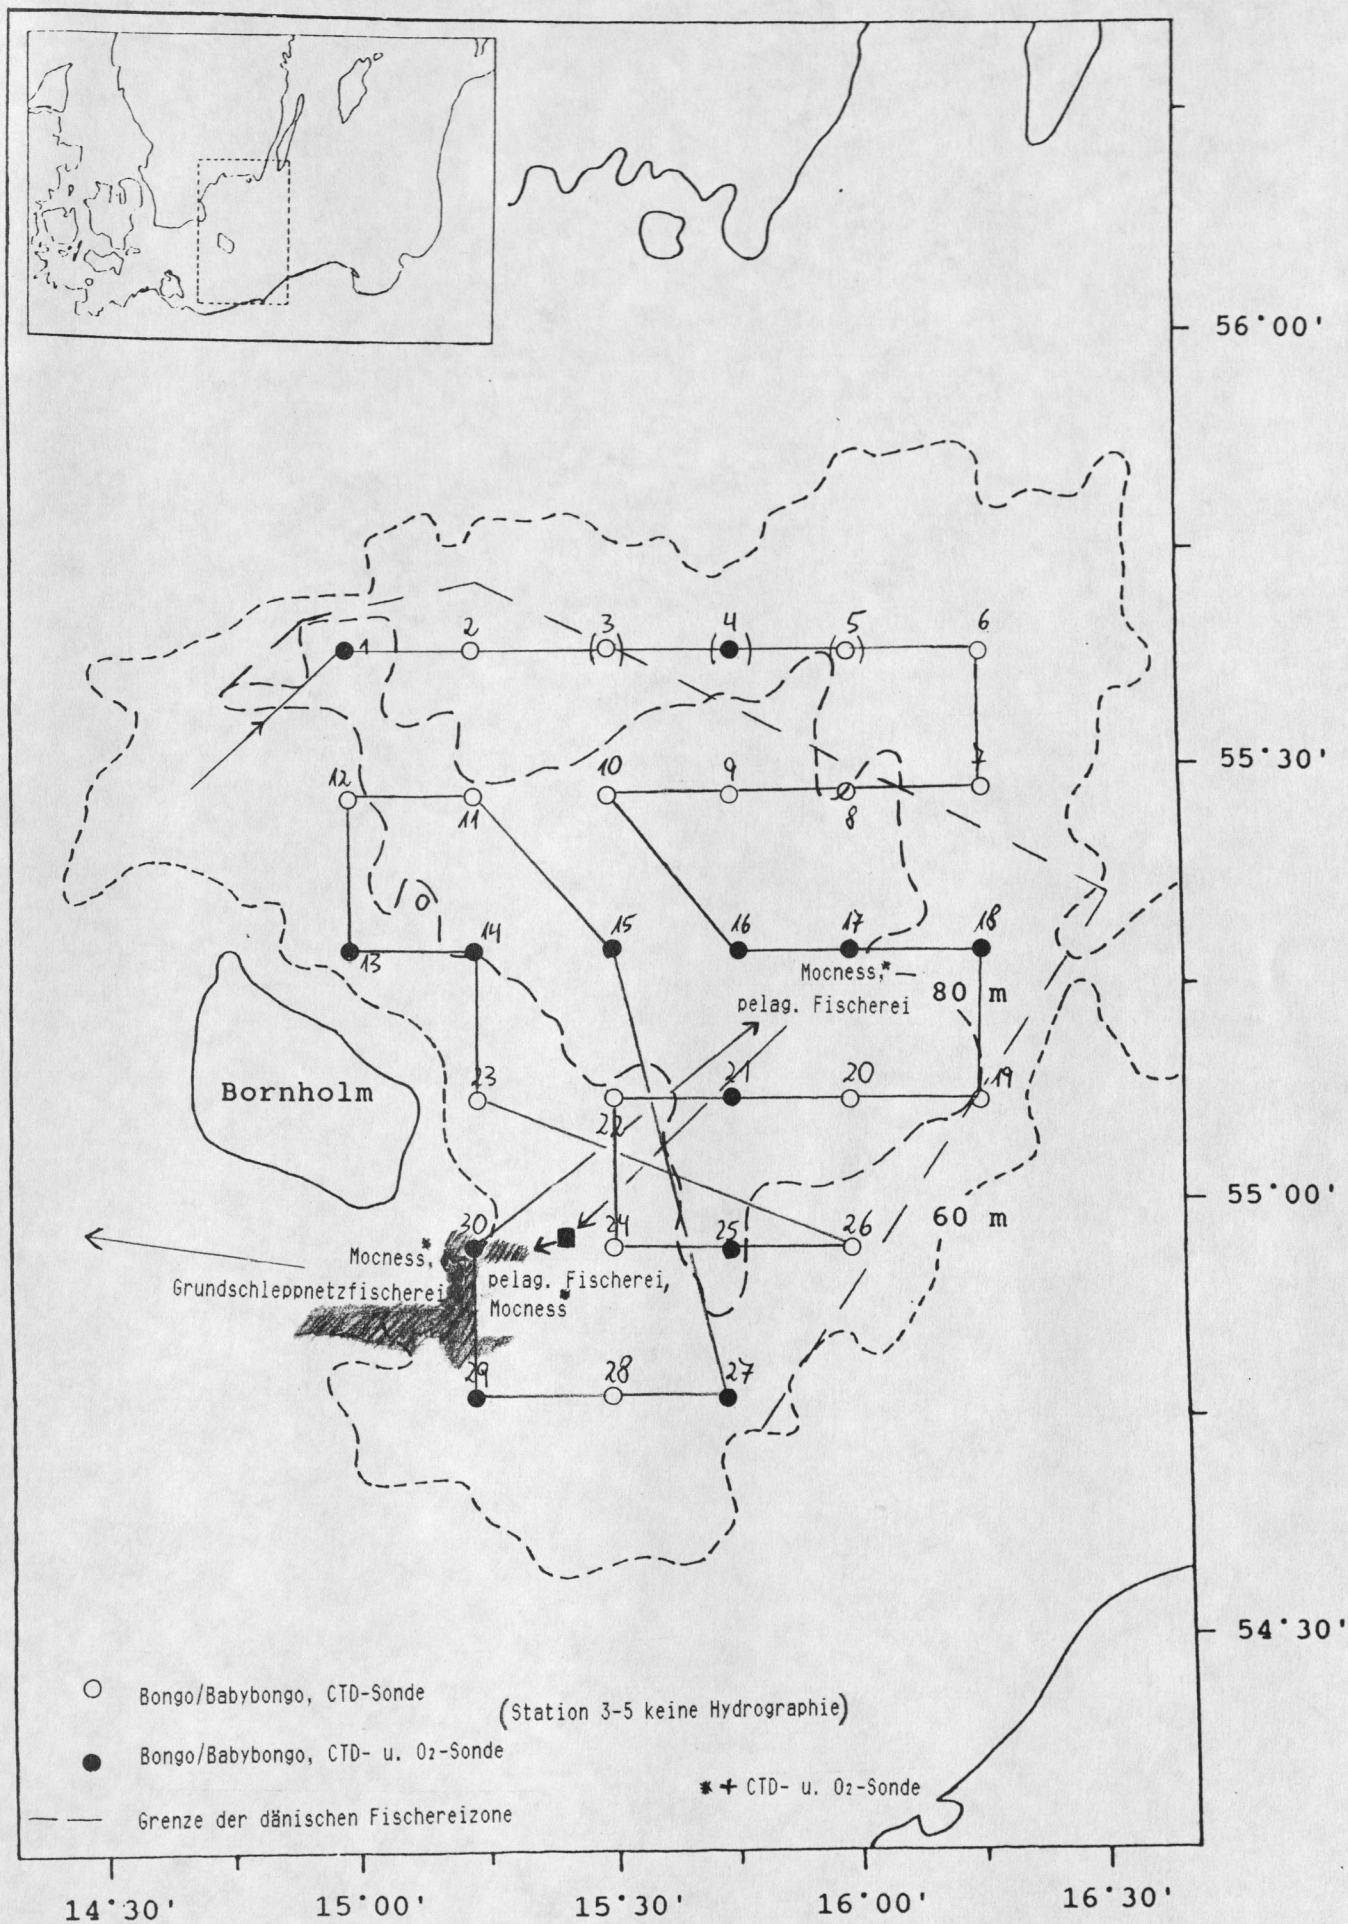 56°00'
2
(3)
(4)
(5)
6
1
55°30'
12
11
10
9
8
7
13
14
15
16
17
18
Mocness,*
pelag. Fischerei
80 m
Bornholm
23
22
21
20
19
55°00'
60 m
30
24
25
26
Mocness,*
Grundschleppnetzfischerei
pelag. Fischerei,
Mocness*
29
28
27
54°30'
Bongo/Babybongo, CTD-Sonde
(Station 3-5 keine Hydrographie)
Bongo/Babybongo, CTD- u. O₂-Sonde
* + CTD- u. O₂-Sonde
Grenze der dänischen Fischereizone
14°30' 15°00' 15°30' 16°00' 16°30'